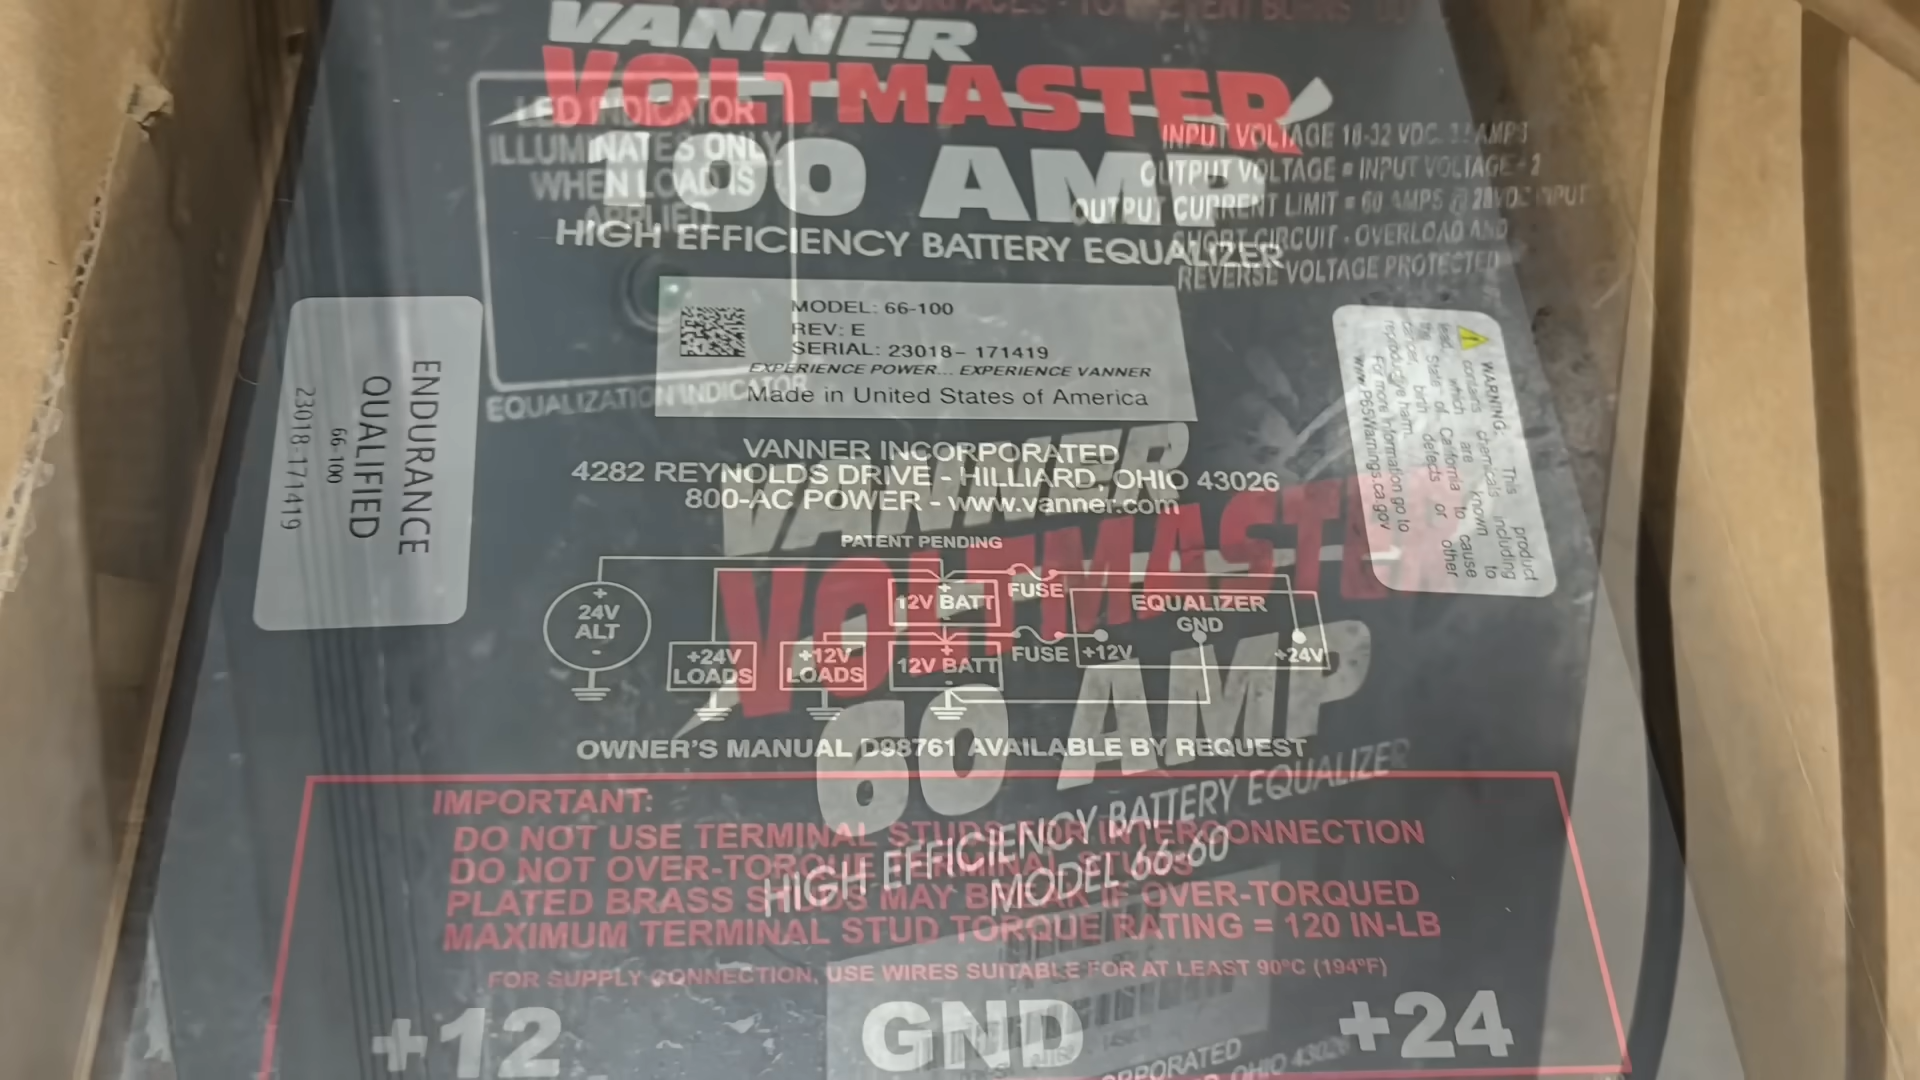 VANNER
VOLTMASTER
100 AMP
HIGH EFFICIENCY BATTERY EQUALIZER
LED INDICATOR
ILLUMINATES ONLY
WHEN LOAD IS
APPLIED
EQUALIZATION INDICATOR
INPUT VOLTAGE 18-32 VDC. AMPS
OUTPUT VOLTAGE = INPUT VOLTAGE ÷ 2
OUTPUT CURRENT LIMIT = 60 AMPS @ 28VDC INPUT
SHORT CIRCUIT - OVERLOAD AND
REVERSE VOLTAGE PROTECTED
MODEL: 66-100
REV: E
SERIAL: 23018- 171419
EXPERIENCE POWER... EXPERIENCE VANNER
Made in United States of America
ENDURANCE
QUALIFIED
66-100
23018-171419
WARNING: This product
contains chemicals including
lead, which are known to
the State of California to cause
cancer, birth defects or other
reproductive harm.
For more information go to
www.P65Warnings.ca.gov
VANNER INCORPORATED
4282 REYNOLDS DRIVE - HILLIARD, OHIO 43026
800-AC POWER - www.vanner.com
PATENT PENDING
VANNER
VOLTMASTE
60 AMP
HIGH EFFICIENCY BATTERY EQUALIZER
MODEL 66-60
+
24V
ALT
-
+24V
LOADS
+12V
LOADS
+
12V BATT
-
+
12V BATT
-
FUSE
FUSE
EQUALIZER
GND
+12V
+24V
OWNER'S MANUAL D98761 AVAILABLE BY REQUEST
IMPORTANT:
DO NOT USE TERMINAL STUDS FOR INTERCONNECTION
DO NOT OVER-TORQUE TERMINAL STUDS
PLATED BRASS STUDS MAY BREAK IF OVER-TORQUED
MAXIMUM TERMINAL STUD TORQUE RATING = 120 IN-LB
FOR SUPPLY CONNECTION, USE WIRES SUITABLE FOR AT LEAST 90°C (194°F)
+12
GND
+24
ORPORATED
OHIO 43026